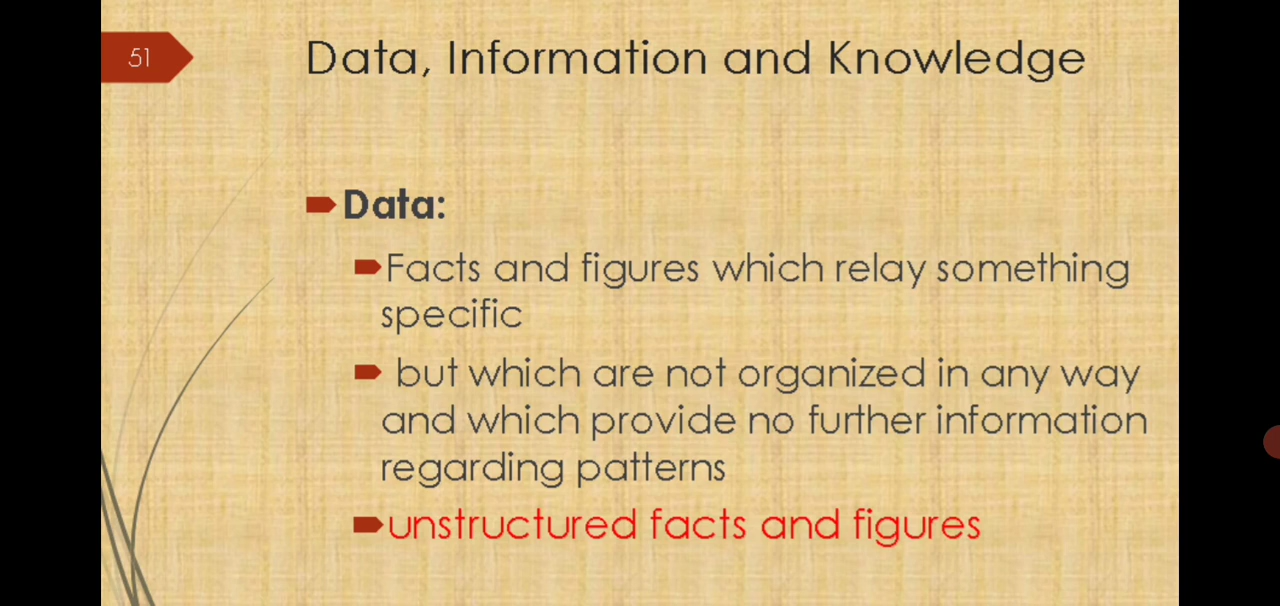 51
Data, Information and Knowledge
Data:
Facts and figures which relay something
specific
but which are not organized in any way
and which provide no further information
regarding patterns
unstructured facts and figures